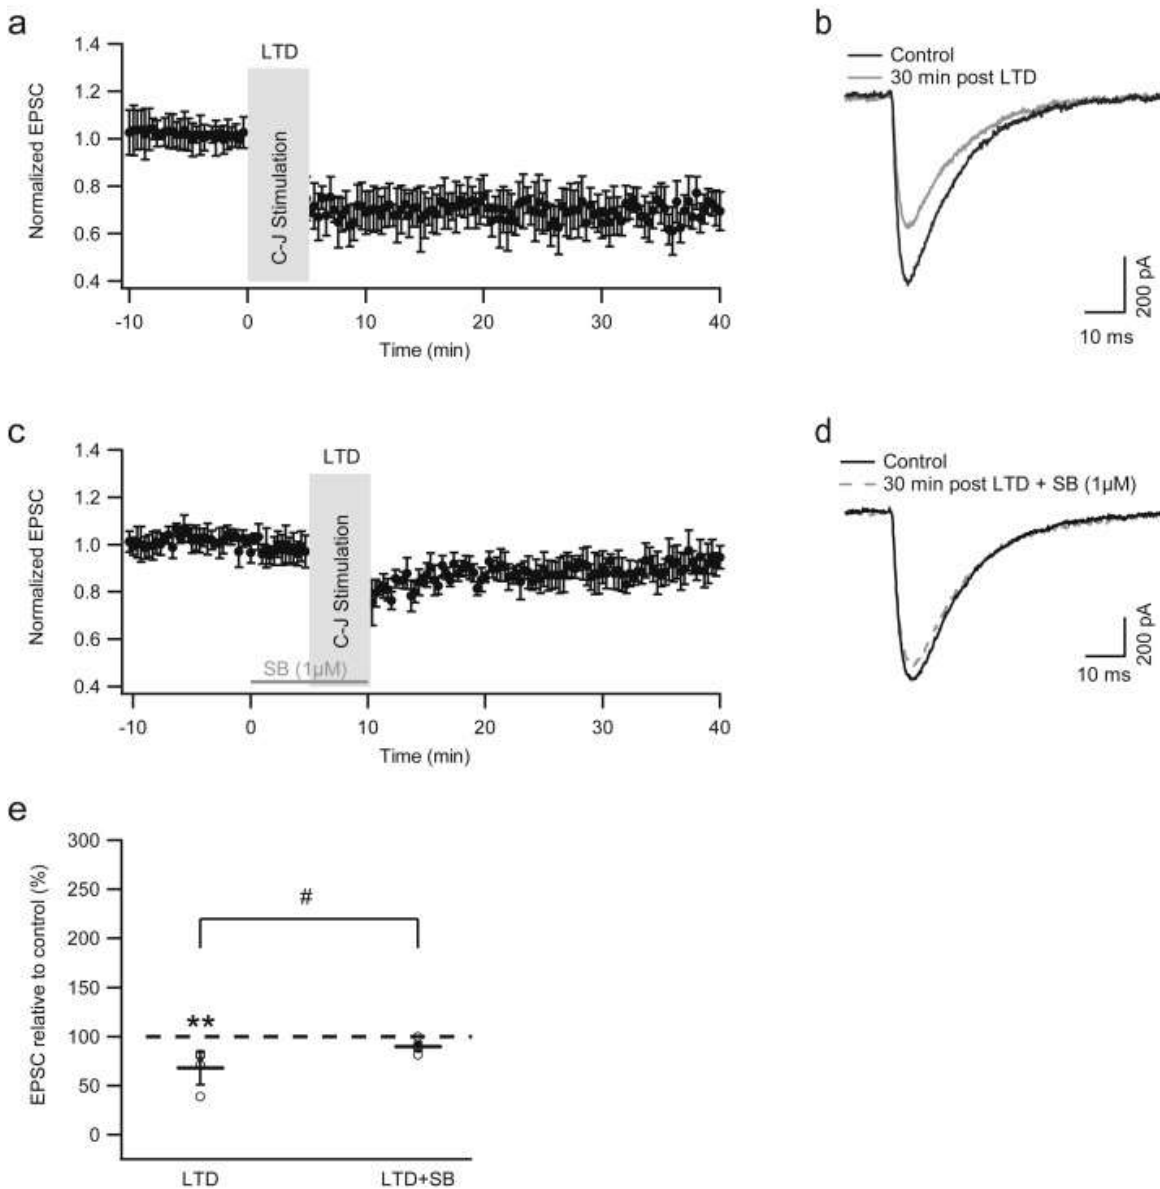 a
LTD
1.4
1.2
1.0
0.8
0.6
0.4
Normalized EPSC
C-J Stimulation
-10 0 10 20 30 40
Time (min)
b
Control
30 min post LTD
200 pA
10 ms
c
LTD
1.4
1.2
1.0
0.8
0.6
0.4
Normalized EPSC
C-J Stimulation
SB (1µM)
-10 0 10 20 30 40
Time (min)
d
Control
30 min post LTD + SB (1µM)
200 pA
10 ms
e
300
250
200
150
100
50
0
EPSC relative to control (%)
#
**
LTD LTD+SB